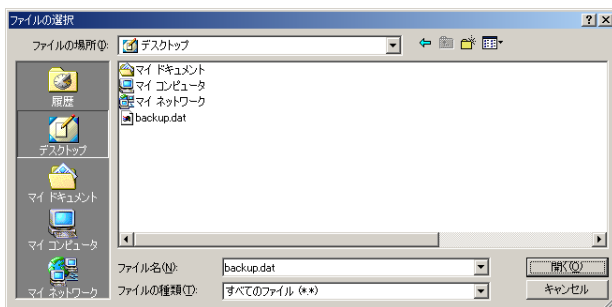 ファイルの選択
ファイルの場所(I):
デスクトップ
履歴
デスクトップ
マイ ドキュメント
マイ コンピュータ
マイ ネットワーク
マイ ドキュメント
マイ コンピュータ
マイ ネットワーク
backup.dat
ファイル名(N):
backup.dat
開く(O)
ファイルの種類(T):
すべてのファイル (*.*)
キャンセル